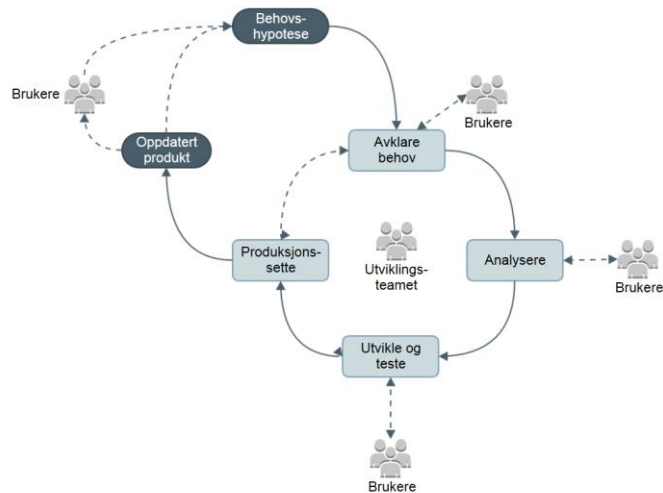 Behovs-
hypotese
Brukere
Brukere
Oppdatert
produkt
Avklare
behov
Produksjons-
sette
Utviklings-
teamet
Analysere
Brukere
Utvikle og
teste
Brukere